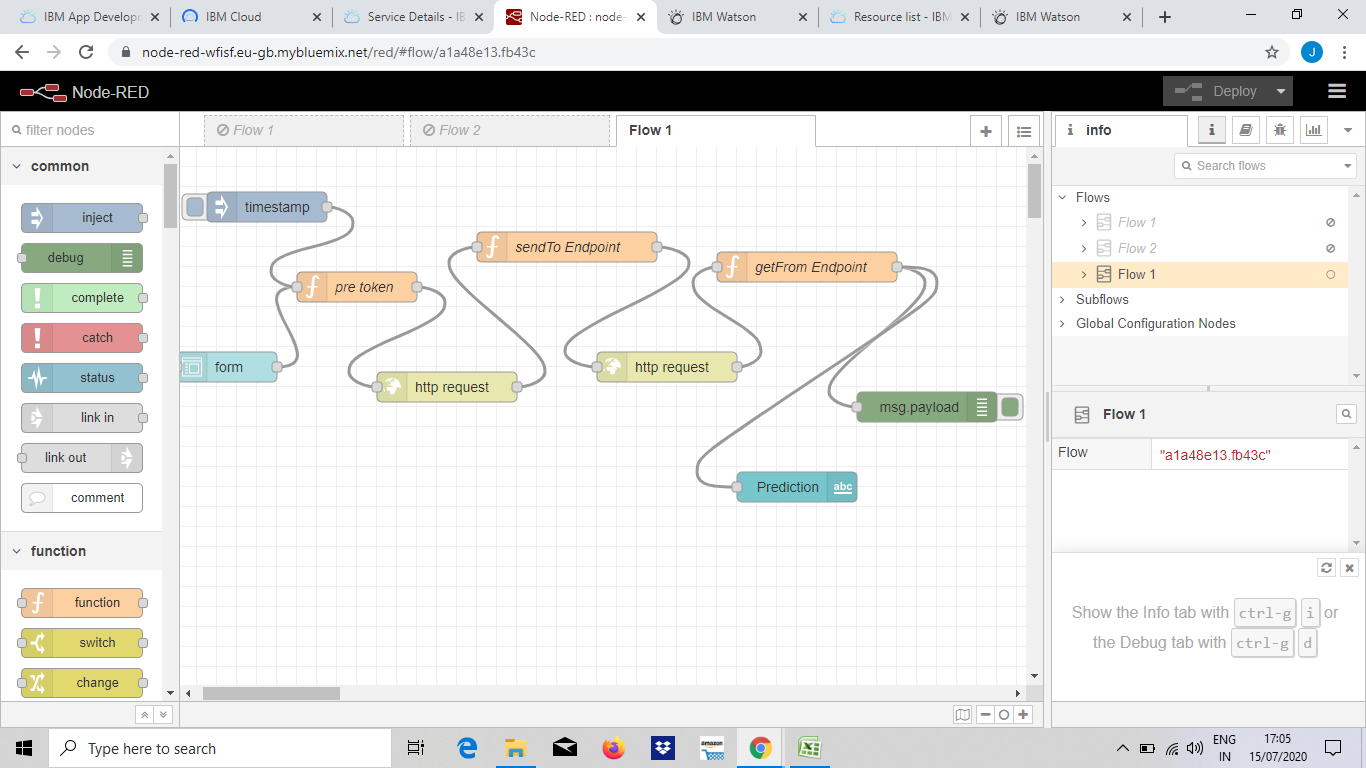 IBM App Develop
IBM Cloud
Service Details - IB
Node-RED : node-
IBM Watson
Resource list - IBM
IBM Watson
node-red-wfisf.eu-gb.mybluemix.net/red/#flow/a1a48e13.fb43c
J
Node-RED
Deploy
filter nodes
Flow 1
Flow 2
Flow 1
info
i
common
inject
debug
complete
catch
status
link in
link out
comment
function
function
switch
change
timestamp
sendTo Endpoint
getFrom Endpoint
pre token
form
http request
http request
msg.payload
Prediction
abc
Search flows
Flows
Flow 1
Flow 2
Flow 1
Subflows
Global Configuration Nodes
Flow 1
Flow "a1a48e13.fb43c"
Show the Info tab with ctrl-g i or
the Debug tab with ctrl-g d
Type here to search
amazon
ENG
IN
17:05
15/07/2020